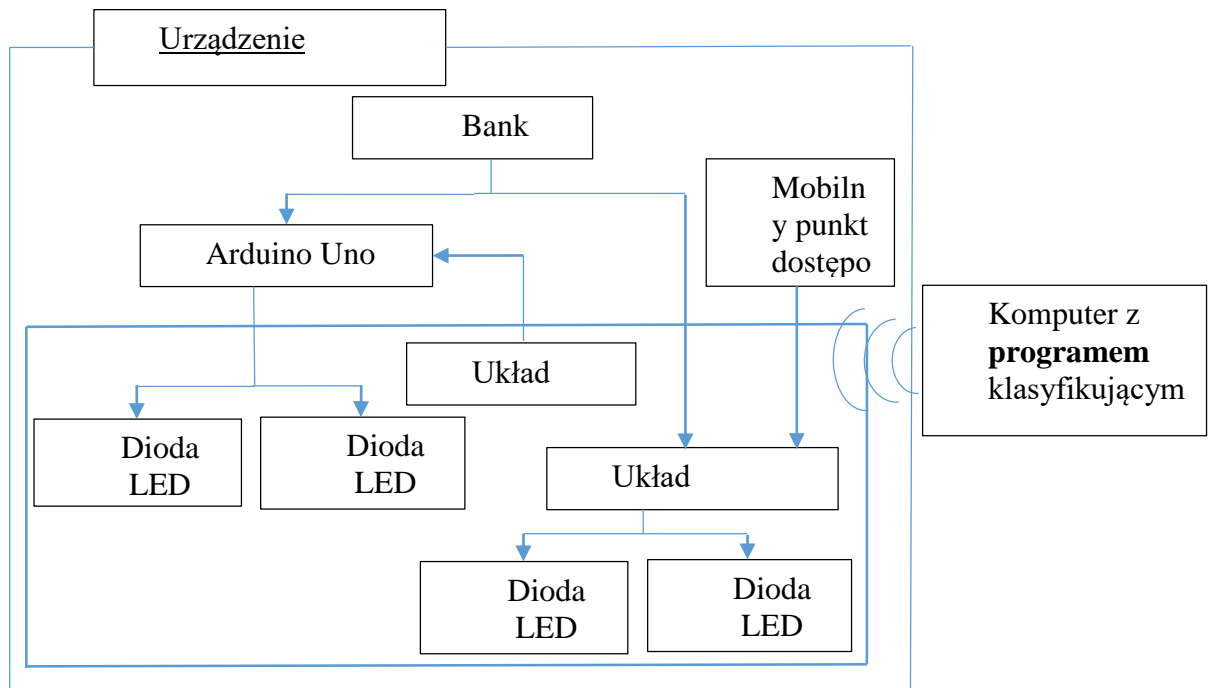 Urządzenie
Bank
Mobiln
y punkt
dostępo
Arduino Uno
Komputer z
programem
klasyfikującym
Układ
Dioda
LED
Dioda
LED
Układ
Dioda
LED
Dioda
LED